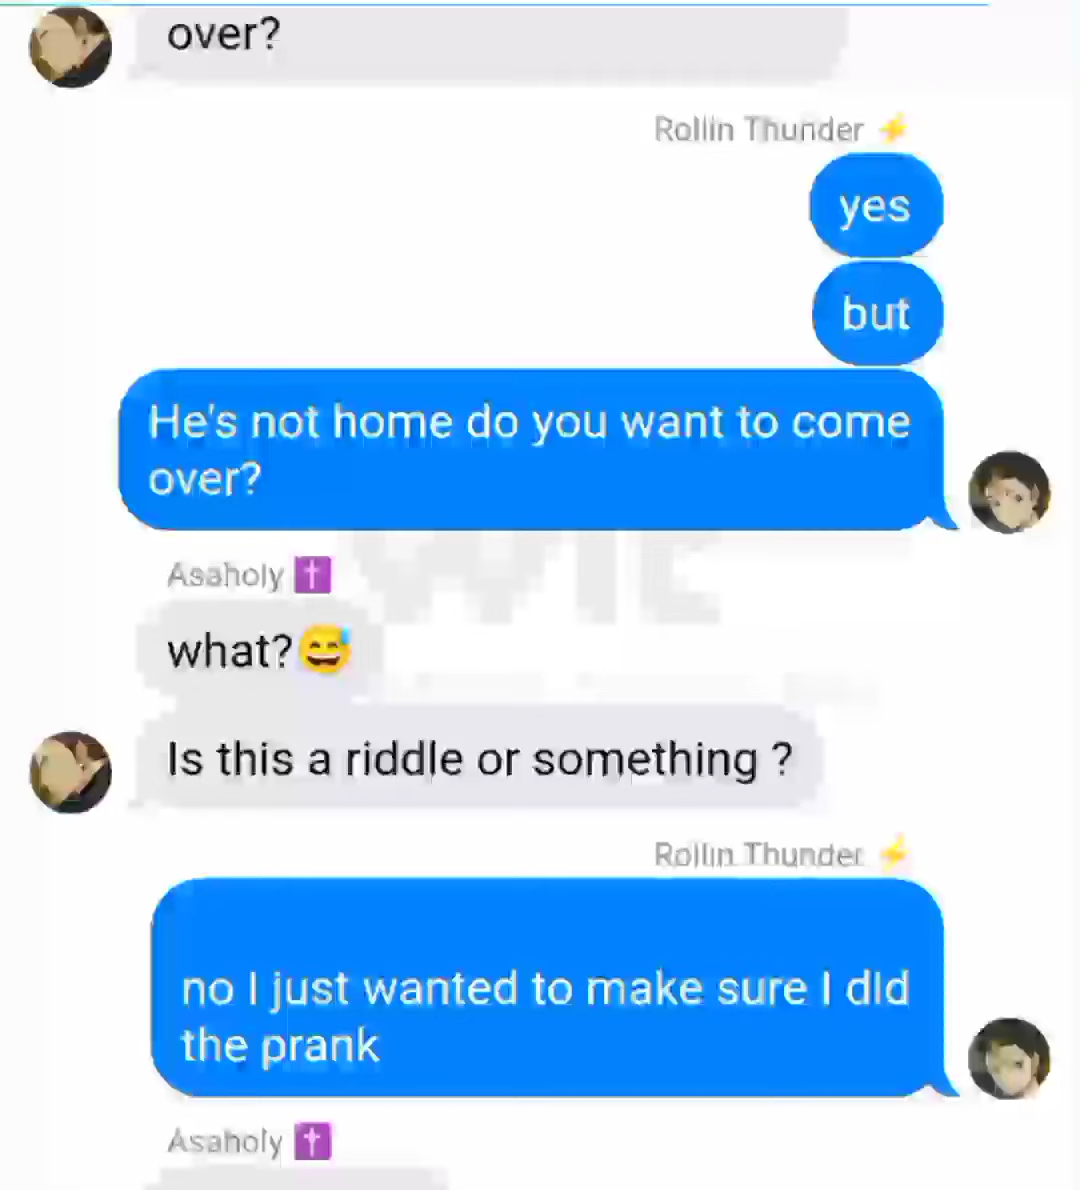 over?
Rollin Thunder ⚡
yes
but
He's not home do you want to come
over?
Asaholy ✝️
what?😅
Is this a riddle or something ?
Rollin Thunder ⚡
no I just wanted to make sure I dId
the prank
Asaholy ✝️